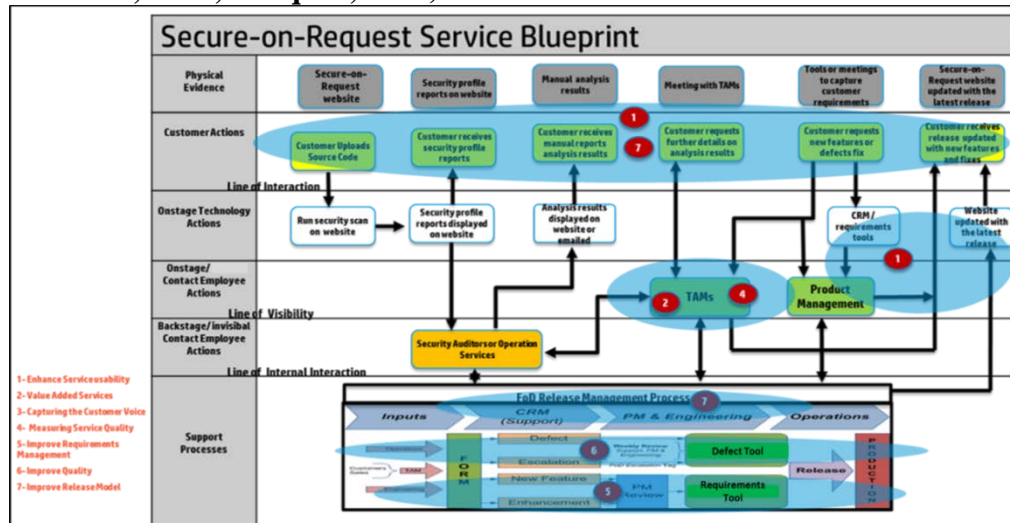 Secure-on-Request Service Blueprint
Physical
Evidence
Secure-on-
Request
website
Security profile
reports on website
Manual analysis
results
Meeting with TAMs
Tools or meetings
to capture
customer
requirements
Secure-on-
Request website
updated with the
latest release
Customer Actions
1
7
Customer Uploads
Source Code
Customer receives
security profile
reports
Customer receives
manual reports
analysis results
Customer requests
further details on
analysis results
Customer requests
new features or
defects fix
Customer receives
release updated
with new features
and fixes
Line of Interaction
Onstage Technology
Actions
Run security scan
on website
Security profile
reports displayed on
website
Analysis results
displayed on
website or
emailed
CRM /
requirements
tools
Website
updated with the
latest release
Onstage/
Contact Employee
Actions
2
TAMs
4
Product
Management
1
Line of Visibility
Backstage/invisibal
Contact Employee
Actions
Security Auditors or Operation
Services
Line of Internal Interaction
1- Enhance Service usability
2- Value Added Services
3- Capturing the Customer Voice
4- Measuring Service Quality
5- Improve Requirements
Management
6- Improve Quality
7- Improve Release Model
Support
Processes
FoD Release Management Process
7
Inputs
CRM
(Support)
PM & Engineering
Operations
Customers
Sales
TAM
Engineering
FORM
Defect
Escalation
New Feature
Enhancement
6
5
Weekly Review
PM
Review
Defect Tool
Requirements
Tool
Release
PRODUCTION